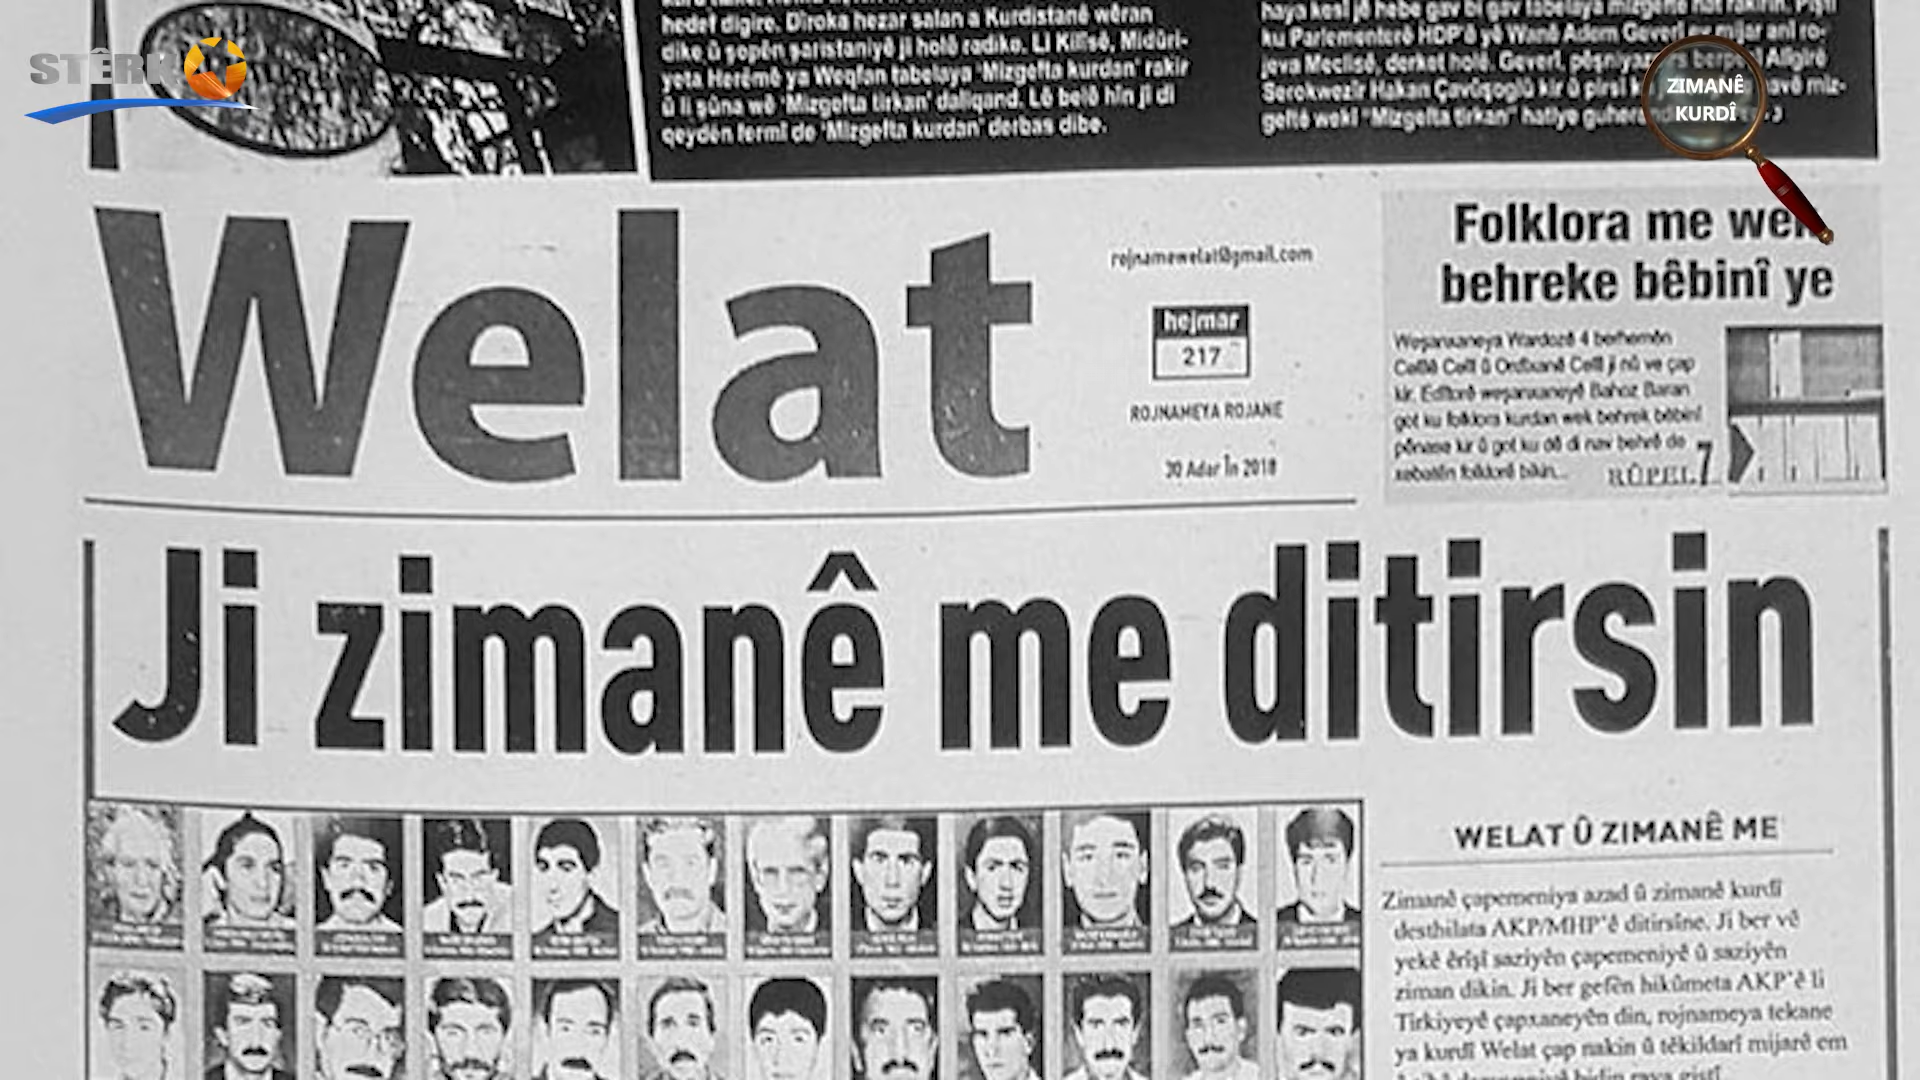 STÊRK
ZIMANÊ
KURDÎ
hedef digire. Dîroka hezar salan a Kurdistanê wêran
dike û şopên şaristaniyê ji holê radike. Li Kilîsê, Midûri-
yeta Herêmê ya Weqfan tabelaya 'Mizgefta kurdan' rakir
û li şûna wê 'Mizgefta tirkan' daliqand. Lê belê hîn jî di
qeydên fermî de 'Mizgefta kurdan' derbas dibe.
ku Parlementerê HDP'ê yê Wanê Adem Geverî
jeva Meclisê, derket holê. Geverî,
Serokwezîr Hakan Çavûşoglû kir û pirsî
geftê wekî "Mizgefta tirkan" hatiye
Welat
rojnamewelat@gmail.com
hejmar
217
ROJNAMEYA ROJANE
30 Adar În 2018
Folklora me wek
behreke bêbinî ye
Weşanxaneya Wardozê 4 berhemên
Celîlê Celîl û Ordîxanê Celîl ji nû ve çap
kir. Edîtorê weşanxaneyê Bahoz Baran
got ku folklora kurdan wek behrek bêbinî
pênase kir û got ku dê di nav behrê de
xebatên folklorê bikin...
RÛPEL 7
Ji zimanê me ditirsin
WELAT Û ZIMANÊ ME
Zimanê çapemeniya azad û zimanê kurdî
desthilata AKP/MHP'ê ditirsîne. Ji ber vê
yekê êrîşî saziyên çapemeniyê û saziyên
ziman dikin. Ji ber gefên hikûmeta AKP'ê li
Tirkiyeyê çapxaneyên din, rojnameya tekane
ya kurdî Welat çap nakin û têkildarî mijarê em
bidin raya giştî